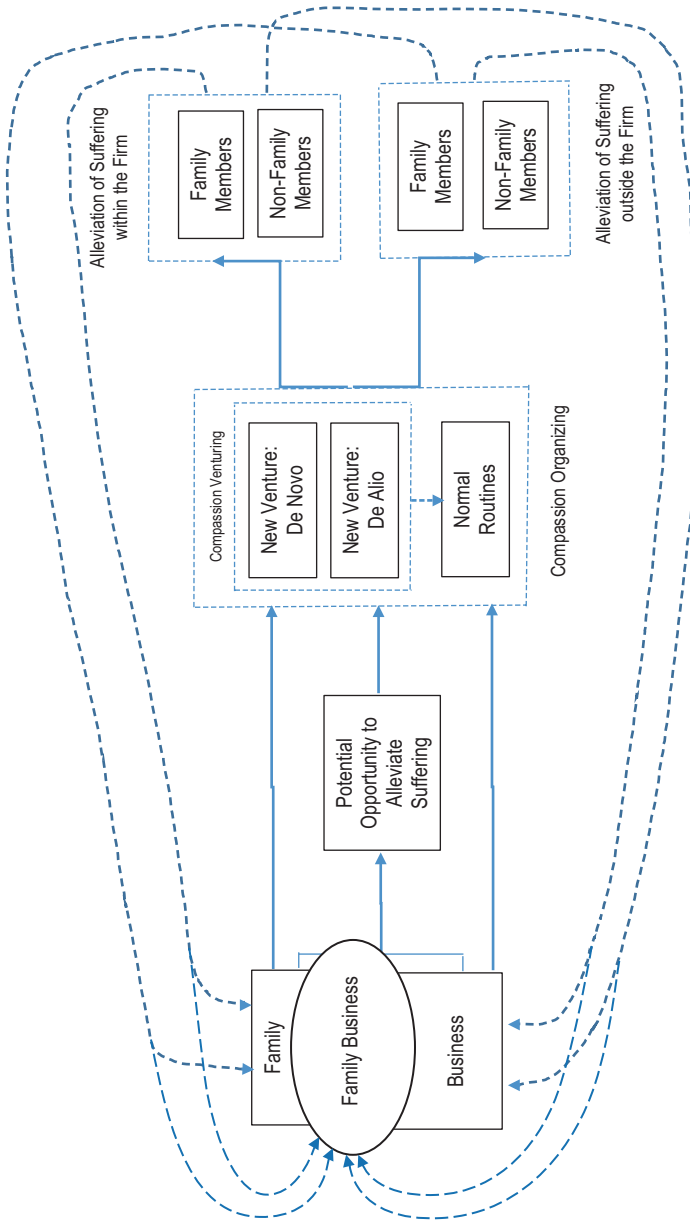 Family
Family Business
Business
Potential
Opportunity to
Alleviate
Suffering
Compassion Venturing
New Venture:
De Novo
New Venture:
De Alio
Normal
Routines
Compassion Organizing
Alleviation of Suffering
within the Firm
Family
Members
Non-Family
Members
Family
Members
Non-Family
Members
Alleviation of Suffering
outside the Firm